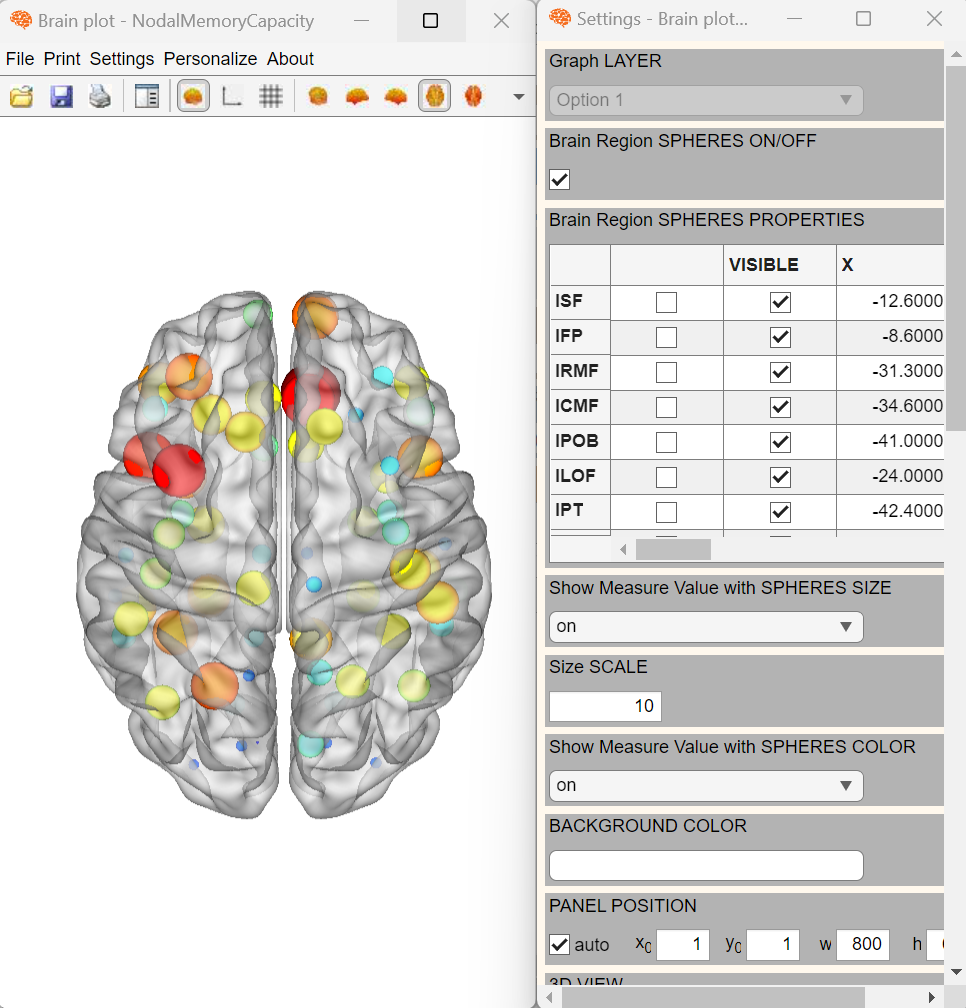 Brain plot - NodalMemoryCapacity
File Print Settings Personalize About
Settings - Brain plot...
Graph LAYER
Option 1
Brain Region SPHERES ON/OFF
Brain Region SPHERES PROPERTIES
VISIBLE X
lSF -12.6000
lFP -8.6000
lRMF -31.3000
lCMF -34.6000
lPOB -41.0000
lLOF -24.0000
lPT -42.4000
Show Measure Value with SPHERES SIZE
on
Size SCALE
10
Show Measure Value with SPHERES COLOR
on
BACKGROUND COLOR
PANEL POSITION
auto x0 1 y0 1 w 800 h
3D VIEW